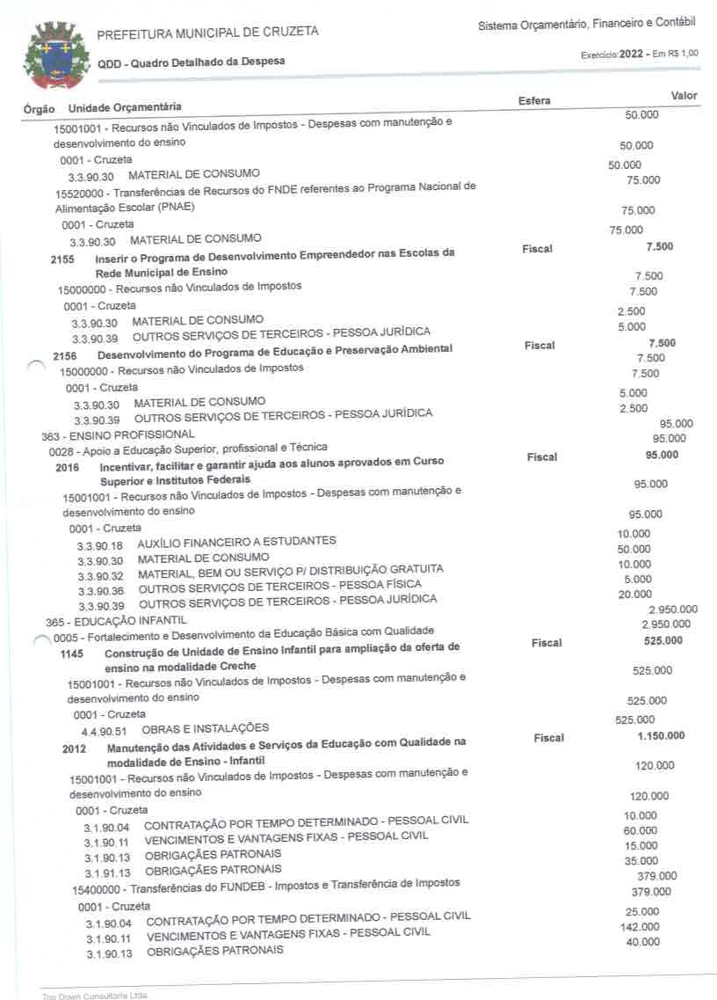 PREFEITURA MUNICIPAL DE CRUZETA
Sistema Orçamentário, Financeiro e Contábil
QDD - Quadro Detalhado da Despesa
Exercício: 2022 - Em R$ 1,00
Órgão Unidade Orçamentária Esfera Valor
15001001 - Recursos não Vinculados de Impostos - Despesas com manutenção e 50.000
desenvolvimento do ensino
0001 - Cruzeta 50.000
3.3.90.30 MATERIAL DE CONSUMO 50.000
15520000 - Transferências de Recursos do FNDE referentes ao Programa Nacional de 75.000
Alimentação Escolar (PNAE)
0001 - Cruzeta 75.000
3.3.90.30 MATERIAL DE CONSUMO 75.000
2155 Inserir o Programa de Desenvolvimento Empreendedor nas Escolas da Fiscal 7.500
Rede Municipal de Ensino
15000000 - Recursos não Vinculados de Impostos 7.500
0001 - Cruzeta 7.500
3.3.90.30 MATERIAL DE CONSUMO 2.500
3.3.90.39 OUTROS SERVIÇOS DE TERCEIROS - PESSOA JURÍDICA 5.000
2156 Desenvolvimento do Programa de Educação e Preservação Ambiental Fiscal 7.500
15000000 - Recursos não Vinculados de Impostos 7.500
0001 - Cruzeta 7.500
3.3.90.30 MATERIAL DE CONSUMO 5.000
3.3.90.39 OUTROS SERVIÇOS DE TERCEIROS - PESSOA JURÍDICA 2.500
363 - ENSINO PROFISSIONAL 95.000
0028 - Apoio a Educação Superior, profissional e Técnica 95.000
2016 Incentivar, facilitar e garantir ajuda aos alunos aprovados em Curso Fiscal 95.000
Superior e Institutos Federais
15001001 - Recursos não Vinculados de Impostos - Despesas com manutenção e 95.000
desenvolvimento do ensino
0001 - Cruzeta 95.000
3.3.90.18 AUXÍLIO FINANCEIRO A ESTUDANTES 10.000
3.3.90.30 MATERIAL DE CONSUMO 50.000
3.3.90.32 MATERIAL, BEM OU SERVIÇO P/ DISTRIBUIÇÃO GRATUITA 10.000
3.3.90.36 OUTROS SERVIÇOS DE TERCEIROS - PESSOA FÍSICA 5.000
3.3.90.39 OUTROS SERVIÇOS DE TERCEIROS - PESSOA JURÍDICA 20.000
365 - EDUCAÇÃO INFANTIL 2.950.000
0005 - Fortalecimento e Desenvolvimento da Educação Básica com Qualidade 2.950.000
1145 Construção de Unidade de Ensino Infantil para ampliação da oferta de Fiscal 525.000
ensino na modalidade Creche
15001001 - Recursos não Vinculados de Impostos - Despesas com manutenção e 525.000
desenvolvimento do ensino
0001 - Cruzeta 525.000
4.4.90.51 OBRAS E INSTALAÇÕES 525.000
2012 Manutenção das Atividades e Serviços da Educação com Qualidade na Fiscal 1.150.000
modalidade de Ensino - Infantil
15001001 - Recursos não Vinculados de Impostos - Despesas com manutenção e 120.000
desenvolvimento do ensino
0001 - Cruzeta 120.000
3.1.90.04 CONTRATAÇÃO POR TEMPO DETERMINADO - PESSOAL CIVIL 10.000
3.1.90.11 VENCIMENTOS E VANTAGENS FIXAS - PESSOAL CIVIL 60.000
3.1.90.13 OBRIGAÇÃES PATRONAIS 15.000
3.1.91.13 OBRIGAÇÃES PATRONAIS 35.000
15400000 - Transferências do FUNDEB - Impostos e Transferência de Impostos 379.000
0001 - Cruzeta 379.000
3.1.90.04 CONTRATAÇÃO POR TEMPO DETERMINADO - PESSOAL CIVIL 25.000
3.1.90.11 VENCIMENTOS E VANTAGENS FIXAS - PESSOAL CIVIL 142.000
3.1.90.13 OBRIGAÇÃES PATRONAIS 40.000
Top Down Consultoria Ltda.